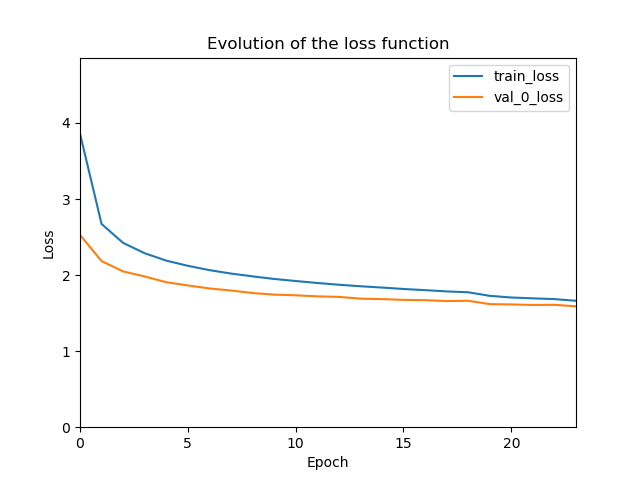 Evolution of the loss function
train_loss
val_0_loss
4
3
2
1
0
Loss
0 5 10 15 20
Epoch